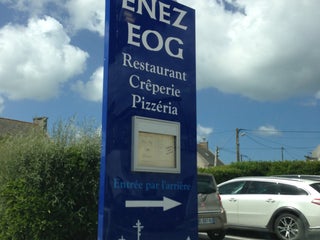 ENEZ
EOG
Restaurant
Crêperie
Pizzéria
Entrée par l'arrière